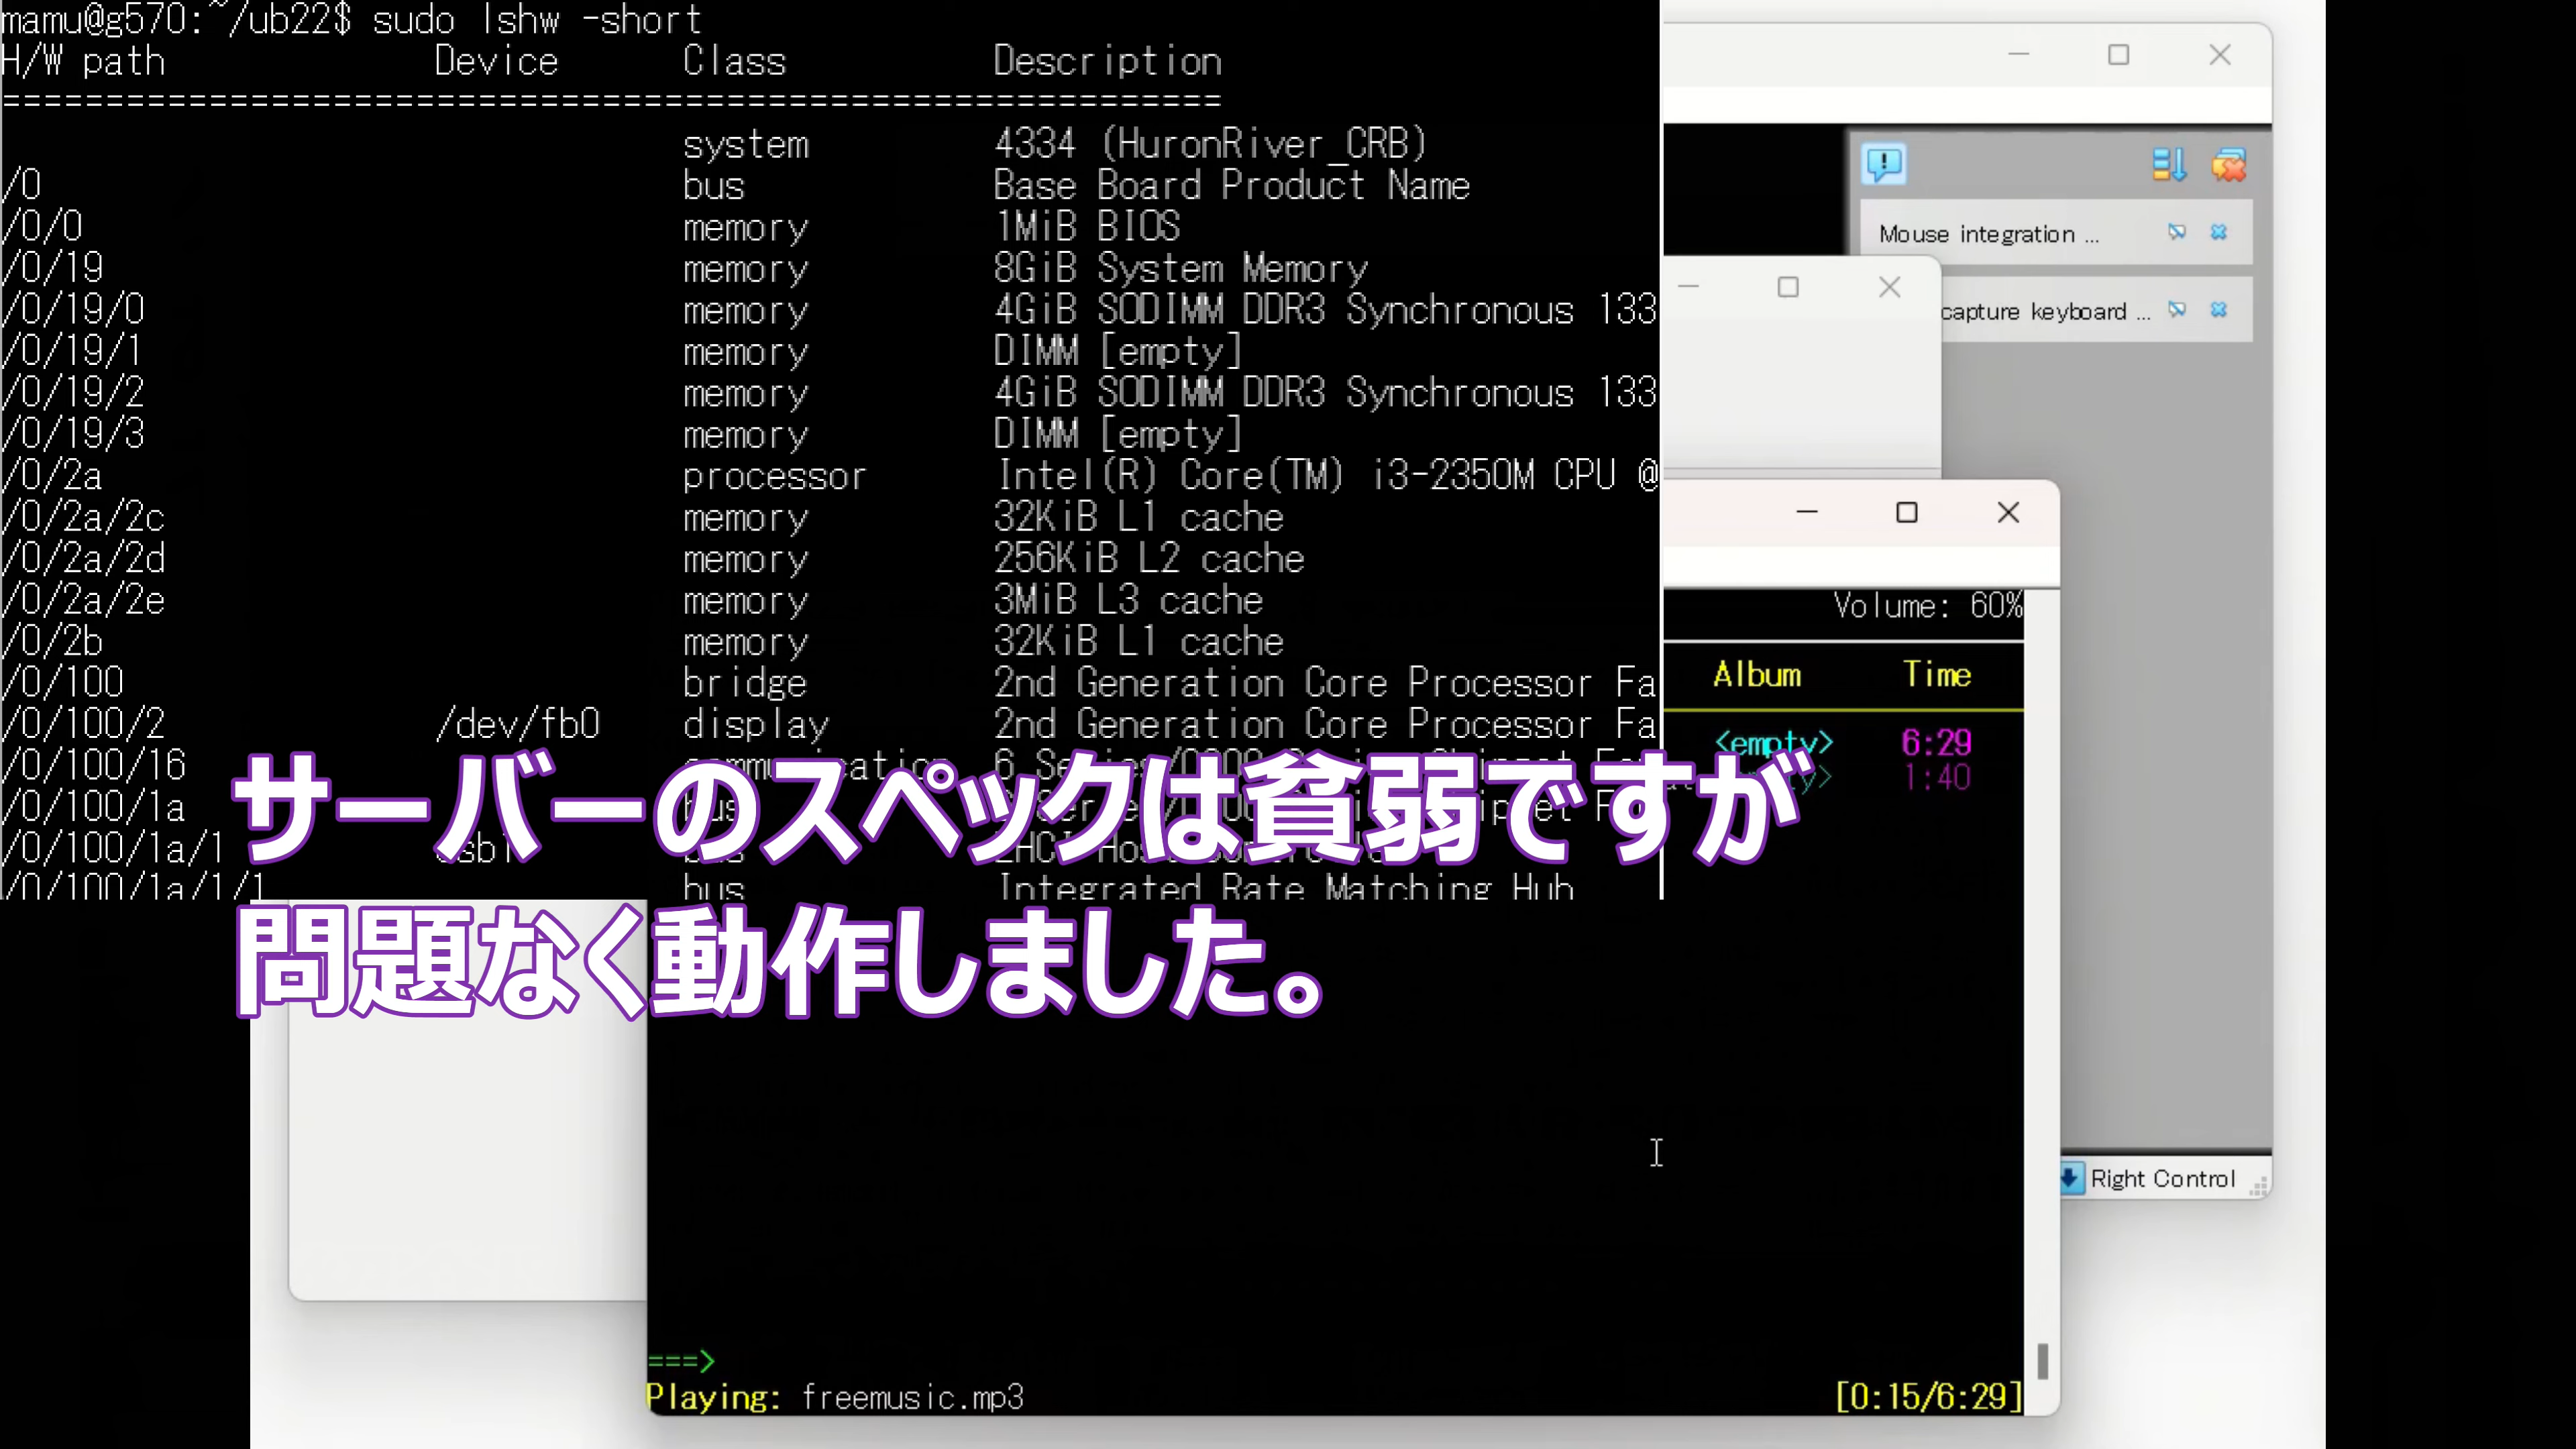 mamu@g570:~/ub22$ sudo lshw -short
H/W path Device Class Description
============================================================
system 4334 (HuronRiver_CRB)
/0 bus Base Board Product Name
/0/0 memory 1MiB BIOS
/0/19 memory 8GiB System Memory
/0/19/0 memory 4GiB SODIMM DDR3 Synchronous 133
/0/19/1 memory DIMM [empty]
/0/19/2 memory 4GiB SODIMM DDR3 Synchronous 133
/0/19/3 memory DIMM [empty]
/0/2a processor Intel(R) Core(TM) i3-2350M CPU @
/0/2a/2c memory 32KiB L1 cache
/0/2a/2d memory 256KiB L2 cache
/0/2a/2e memory 3MiB L3 cache
/0/2b memory 32KiB L1 cache
/0/100 bridge 2nd Generation Core Processor Fa
/0/100/2 /dev/fb0 display 2nd Generation Core Processor Fa
/0/100/16
/0/100/1a
/0/100/1a/1
/0/100/1a/1/1 bus Integrated Rate Matching Hub
サーバーのスペックは貧弱ですが
問題なく動作しました。
Mouse integration ...
capture keyboard ...
Volume: 60%
Album Time
<empty> 6:29
1:40
===>
Playing: freemusic.mp3 [0:15/6:29]
Right Control